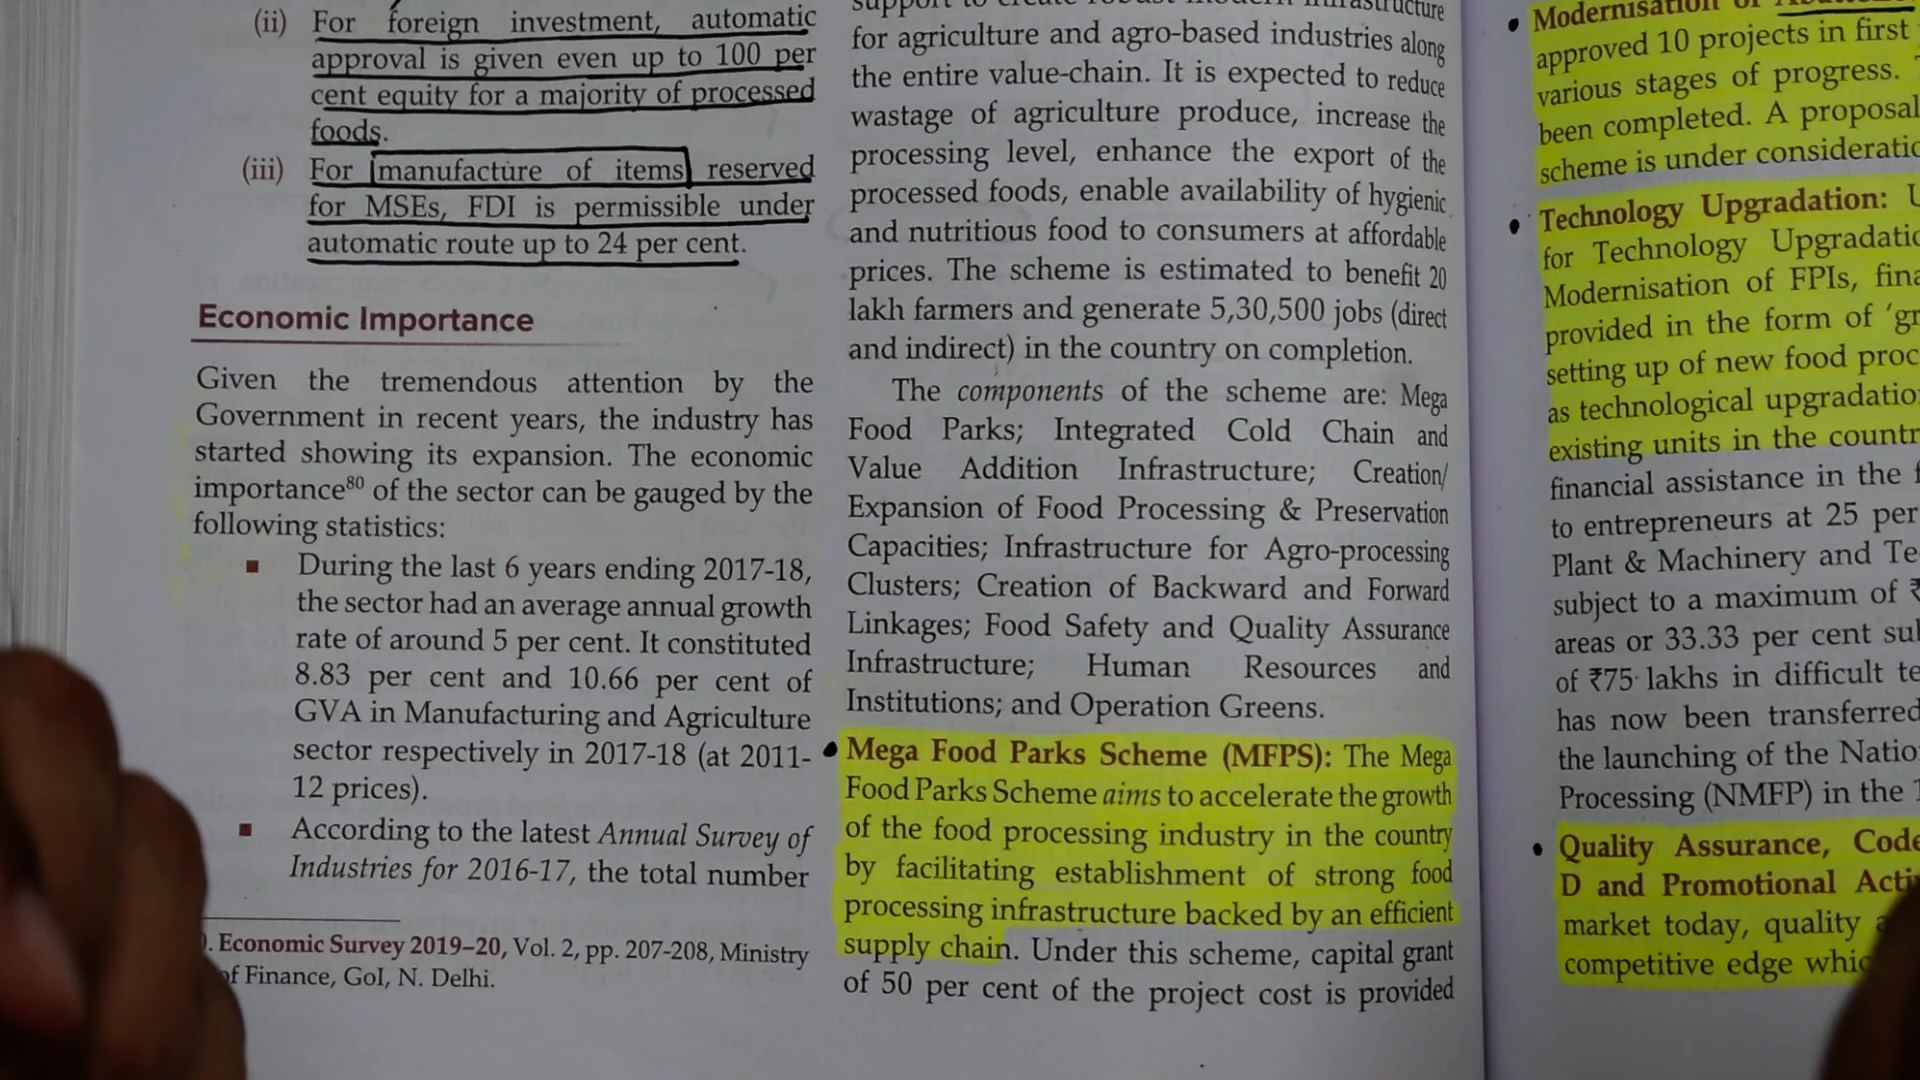 (ii) For foreign investment, automatic
approval is given even up to 100 per
cent equity for a majority of processed
foods.
(iii) For manufacture of items reserved
for MSEs, FDI is permissible under
automatic route up to 24 per cent.
Economic Importance
Given the tremendous attention by the
Government in recent years, the industry has
started showing its expansion. The economic
importance80 of the sector can be gauged by the
following statistics:
During the last 6 years ending 2017-18,
the sector had an average annual growth
rate of around 5 per cent. It constituted
8.83 per cent and 10.66 per cent of
GVA in Manufacturing and Agriculture
sector respectively in 2017-18 (at 2011-
12 prices).
According to the latest Annual Survey of
Industries for 2016-17, the total number
. Economic Survey 2019–20, Vol. 2, pp. 207-208, Ministry
of Finance, GoI, N. Delhi.
for agriculture and agro-based industries along
the entire value-chain. It is expected to reduce
wastage of agriculture produce, increase the
processing level, enhance the export of the
processed foods, enable availability of hygienic
and nutritious food to consumers at affordable
prices. The scheme is estimated to benefit 20
lakh farmers and generate 5,30,500 jobs (direct
and indirect) in the country on completion.
The components of the scheme are: Mega
Food Parks; Integrated Cold Chain and
Value Addition Infrastructure; Creation/
Expansion of Food Processing & Preservation
Capacities; Infrastructure for Agro-processing
Clusters; Creation of Backward and Forward
Linkages; Food Safety and Quality Assurance
Infrastructure; Human Resources and
Institutions; and Operation Greens.
Mega Food Parks Scheme (MFPS): The Mega
Food Parks Scheme aims to accelerate the growth
of the food processing industry in the country
by facilitating establishment of strong food
processing infrastructure backed by an efficient
supply chain. Under this scheme, capital grant
of 50 per cent of the project cost is provided
Modernisation of
approved 10 projects in first
various stages of progress.
been completed. A proposal
scheme is under
Technology Upgradation:
for Technology
Modernisation of FPIs,
provided in the form of
setting up of new food
as technological
existing units in the
financial assistance in the
to entrepreneurs at 25 per
Plant & Machinery and
subject to a maximum of ₹
areas or 33.33 per cent
of ₹75 lakhs in difficult
has now been transferred
the launching of the
Processing (NMFP) in the
Quality Assurance,
D and Promotional
market today, quality
competitive edge